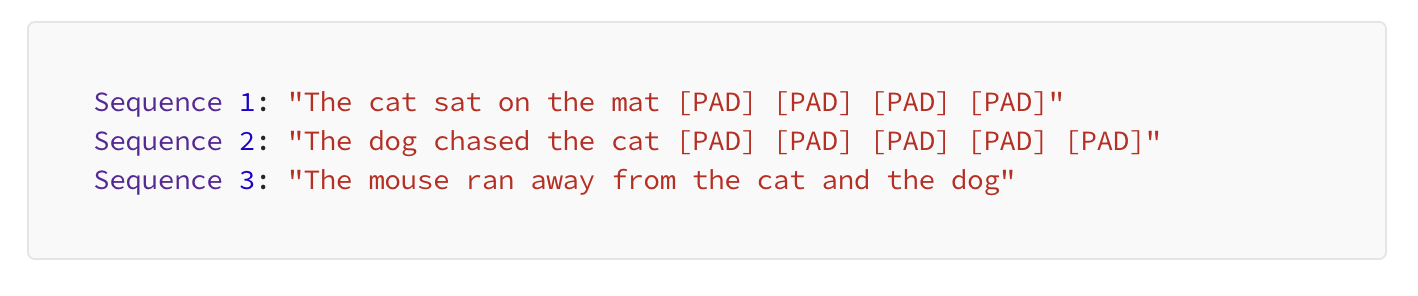 Sequence 1: "The cat sat on the mat [PAD] [PAD] [PAD] [PAD]"
Sequence 2: "The dog chased the cat [PAD] [PAD] [PAD] [PAD] [PAD]"
Sequence 3: "The mouse ran away from the cat and the dog"